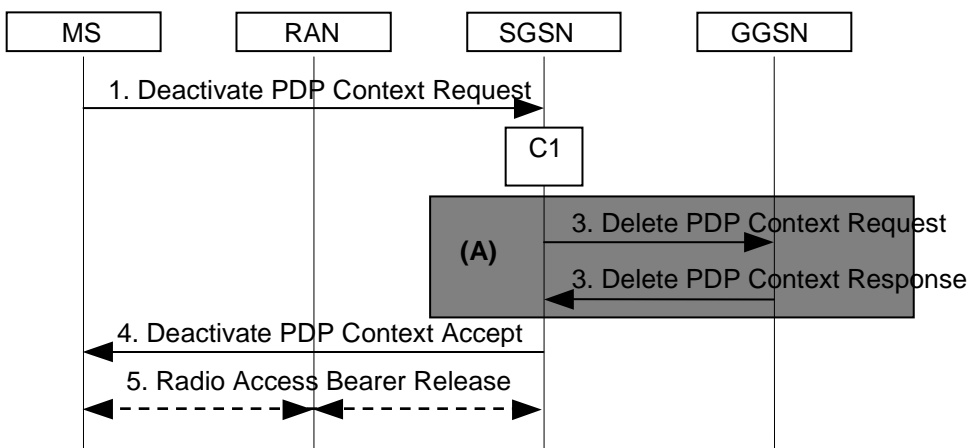 MS
RAN
SGSN
GGSN
1. Deactivate PDP Context Request
C1
3. Delete PDP Context Request
(A)
3. Delete PDP Context Response
4. Deactivate PDP Context Accept
5. Radio Access Bearer Release